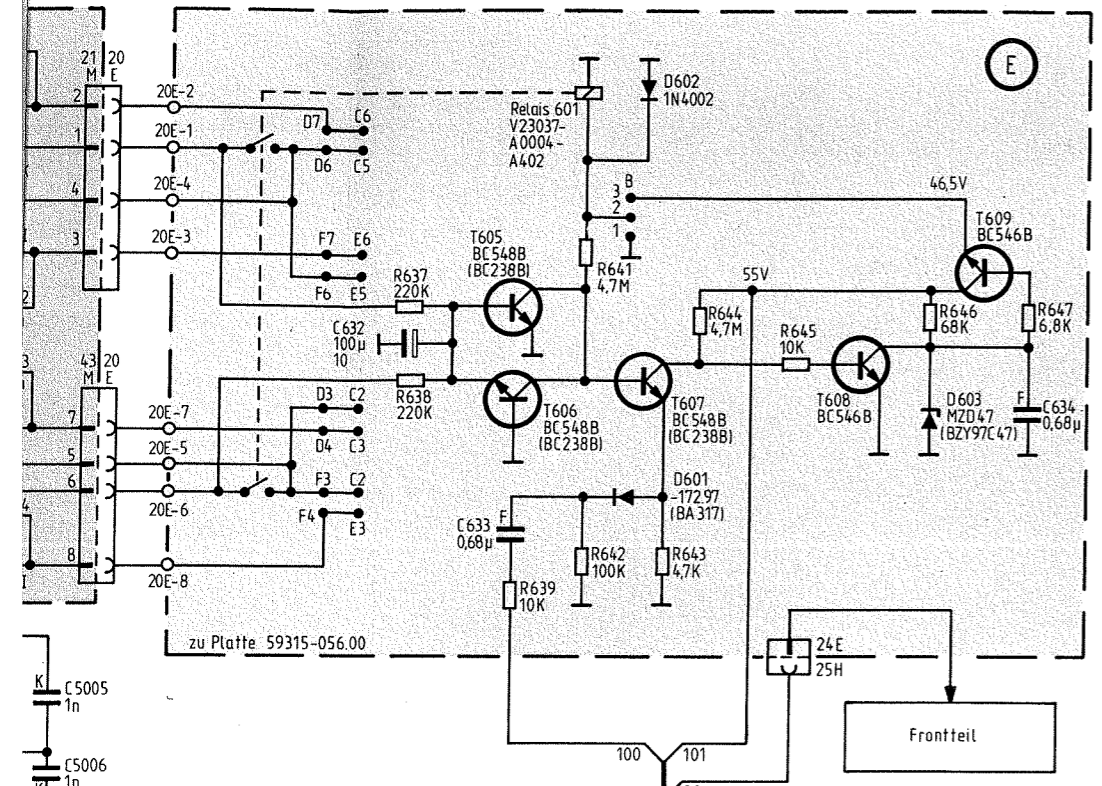 E
21 20
M E
2
20E-2
1
20E-1
4
20E-4
3
20E-3
D7 C6
D6 C5
F7 E6
F6 E5
Relais 601
V23037-
A0004-
A402
D602
1N4002
B
3
2
1
46,5V
T609
BC546B
T605
BC548B
(BC238B)
R637
220K
C632
100µ
10
R638
220K
R641
4,7M
55V
R644
4,7M
R645
10K
R646
68K
R647
6,8K
T606
BC548B
(BC238B)
T607
BC548B
(BC238B)
T608
BC546B
D603
MZD47
(BZY97C47)
F
C634
0,68µ
43 20
M E
7
20E-7
5
20E-5
6
20E-6
8
20E-8
D3 C2
D4 C3
F3 C2
F4 E3
D601
-172.97
(BA317)
F
C633
0,68µ
R642
100K
R643
4,7K
R639
10K
zu Platte 59315-056.00
24E
25H
K
C5005
1n
C5006
1n
Frontteil
100 101